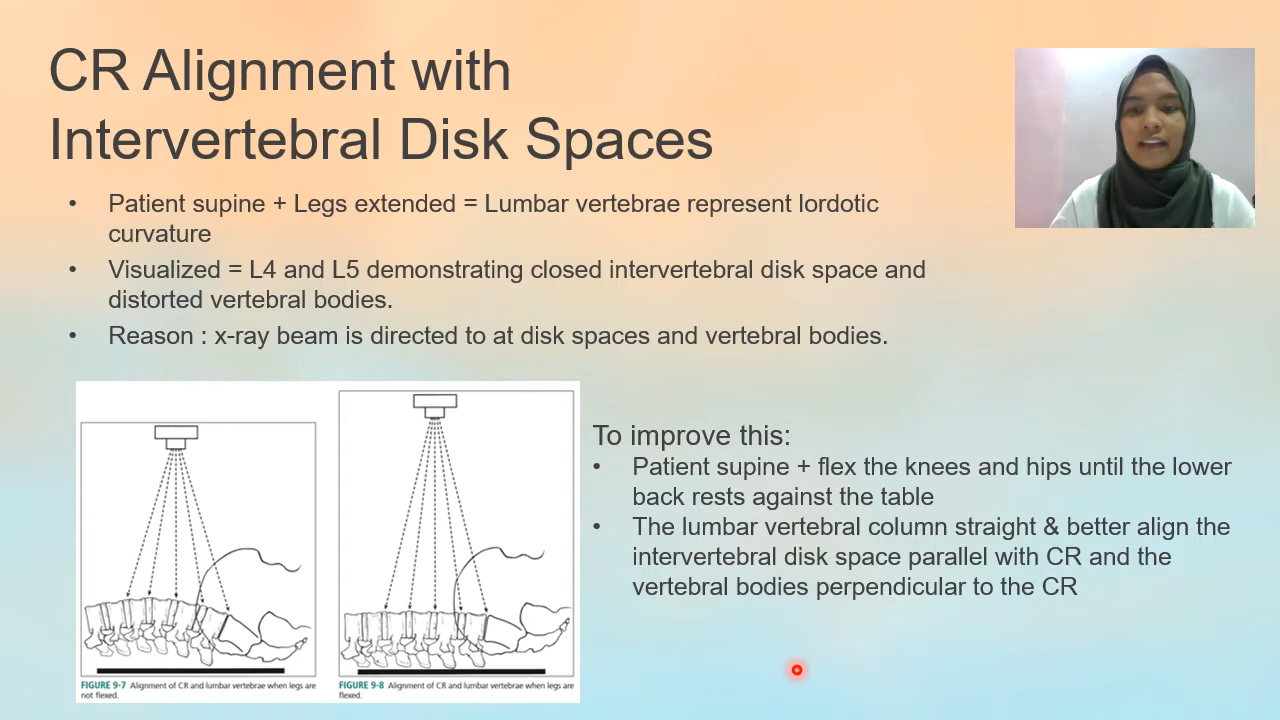 CR Alignment with
Intervertebral Disk Spaces
• Patient supine + Legs extended = Lumbar vertebrae represent lordotic
curvature
• Visualized = L4 and L5 demonstrating closed intervertebral disk space and
distorted vertebral bodies.
• Reason : x-ray beam is directed to at disk spaces and vertebral bodies.
To improve this:
• Patient supine + flex the knees and hips until the lower
back rests against the table
• The lumbar vertebral column straight & better align the
intervertebral disk space parallel with CR and the
vertebral bodies perpendicular to the CR
FIGURE 9-7 Alignment of CR and lumbar vertebrae when legs are
not flexed.
FIGURE 9-8 Alignment of CR and lumbar vertebrae when legs are
flexed.